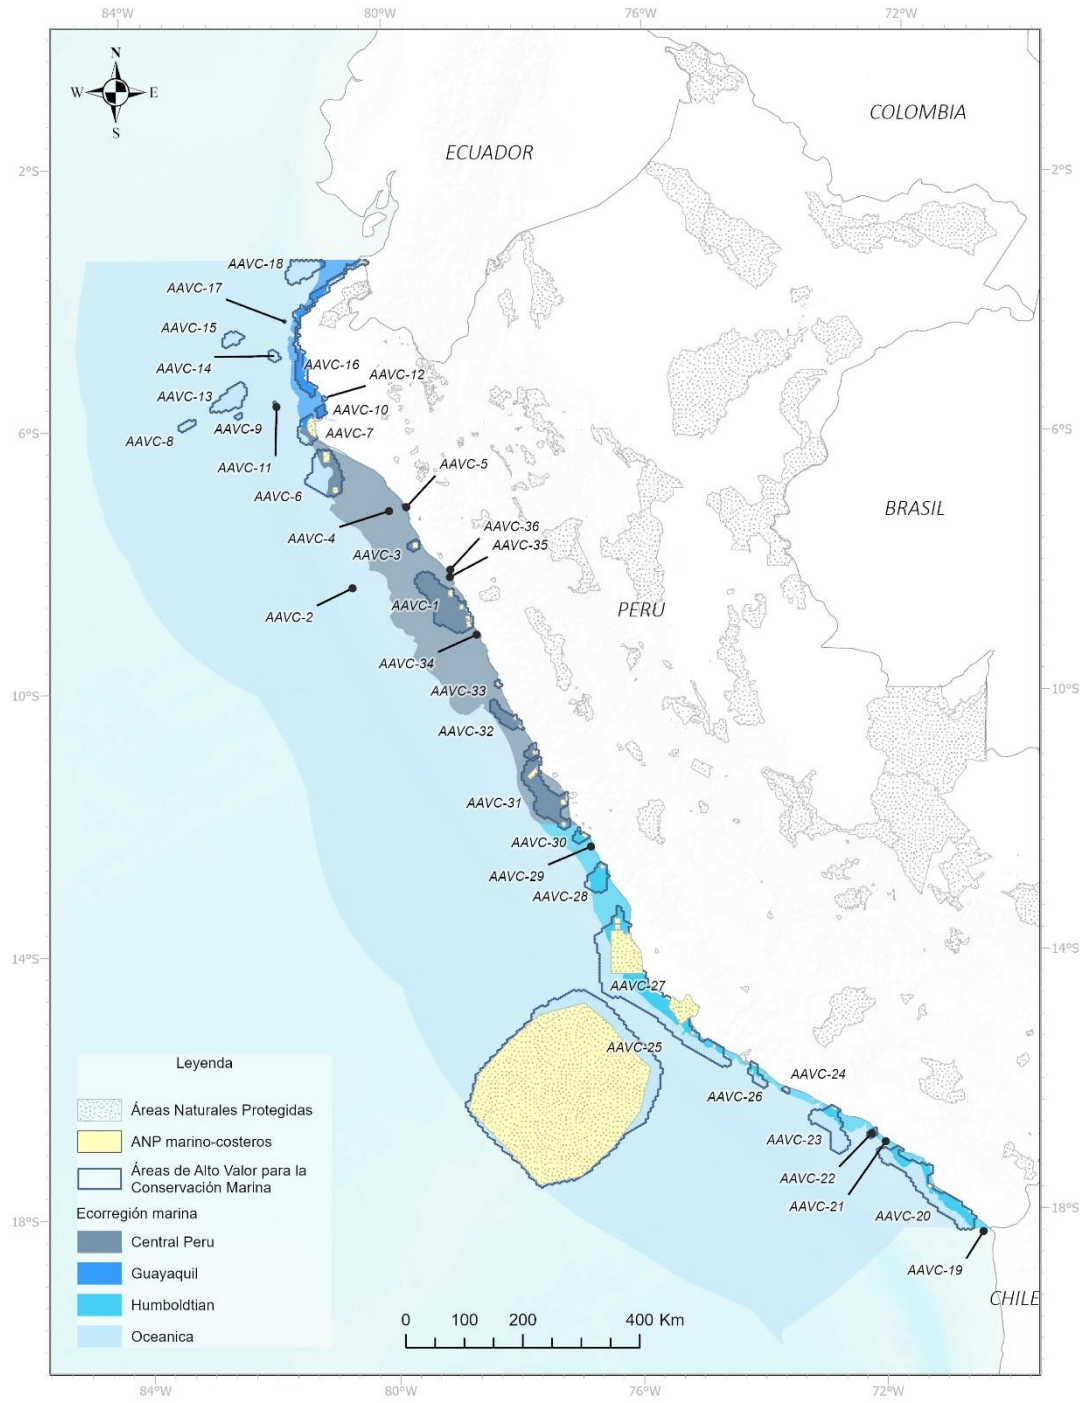 84°W 80°W 76°W 72°W
N
W E
S
COLOMBIA
ECUADOR
2°S 2°S
AAVC-18
AAVC-17
AAVC-15
AAVC-14
AAVC-16
AAVC-12
AAVC-13
AAVC-10
AAVC-9
AAVC-7
6°S 6°S
AAVC-8
AAVC-11
AAVC-5
AAVC-6
BRASIL
AAVC-36
AAVC-4
AAVC-35
AAVC-3
AAVC-1
PERÚ
AAVC-2
AAVC-34
AAVC-33
10°S 10°S
AAVC-32
AAVC-31
AAVC-30
AAVC-29
AAVC-28
14°S 14°S
AAVC-27
AAVC-25
AAVC-24
AAVC-26
AAVC-23
AAVC-22
AAVC-21
AAVC-20
18°S 18°S
AAVC-19
CHILE
Leyenda
Áreas Naturales Protegidas
ANP marino-costeros
Áreas de Alto Valor para la
Conservación Marina
Ecorregión marina
Central Peru
Guayaquil
Humboldtian
Oceanica
0 100 200 400 Km
84°W 80°W 76°W 72°W